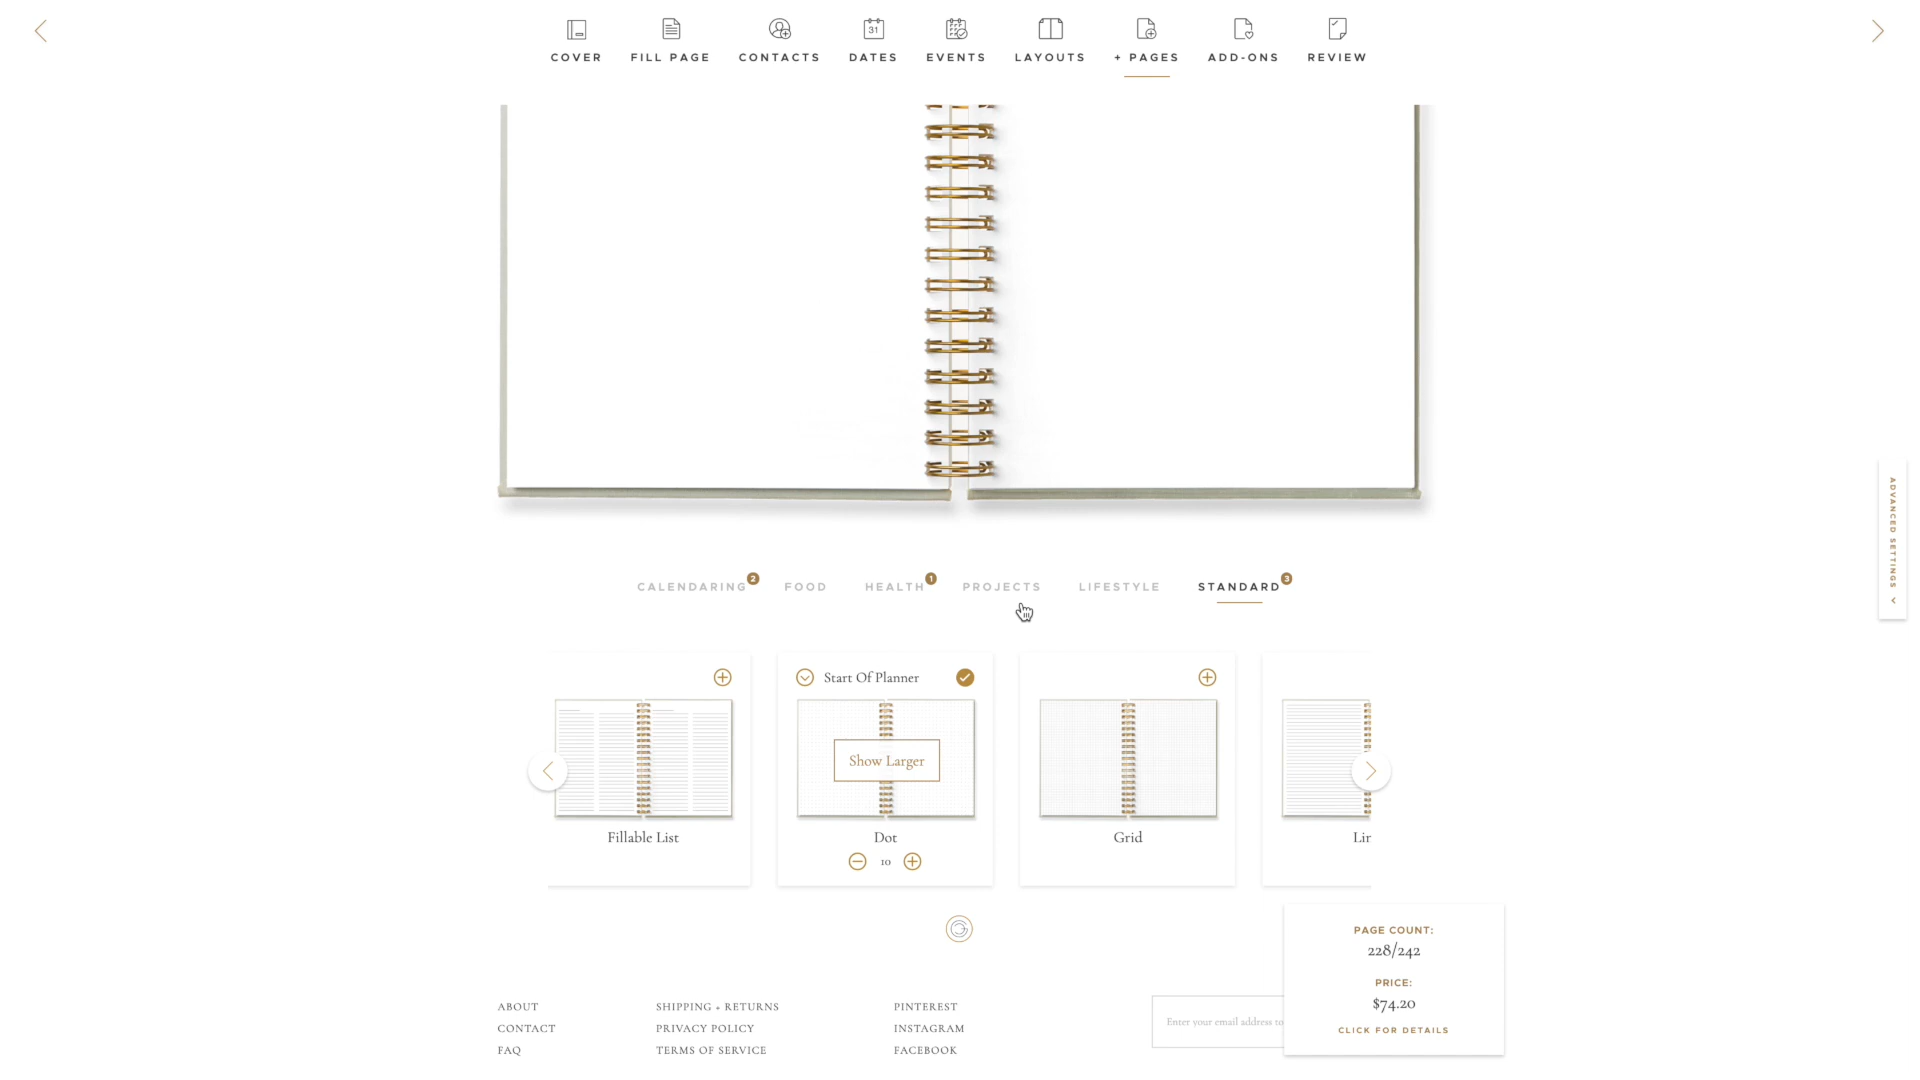 COVER
FILL PAGE
CONTACTS
31
DATES
EVENTS
LAYOUTS
+ PAGES
ADD-ONS
REVIEW
ADVANCED SETTINGS
CALENDARING 2
FOOD
HEALTH 1
PROJECTS
LIFESTYLE
STANDARD 3
Start Of Planner
Show Larger
Fillable List
Dot
10
Grid
Lir
PAGE COUNT:
228/242
PRICE:
$74.20
CLICK FOR DETAILS
ABOUT
CONTACT
FAQ
SHIPPING + RETURNS
PRIVACY POLICY
TERMS OF SERVICE
PINTEREST
INSTAGRAM
FACEBOOK
Enter your email address to